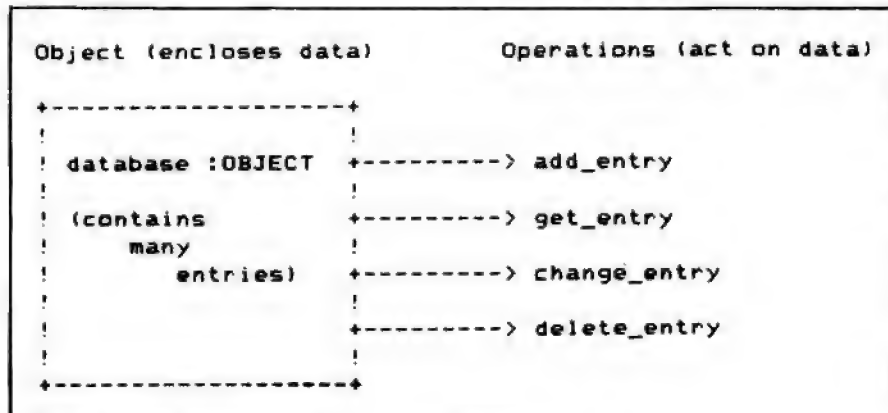 Object (encloses data) Operations (act on data)
+--------------------+
! !
! database :OBJECT +---------> add_entry
! !
! (contains +---------> get_entry
! many !
! entries) +---------> change_entry
! !
! +---------> delete_entry
! !
+--------------------+